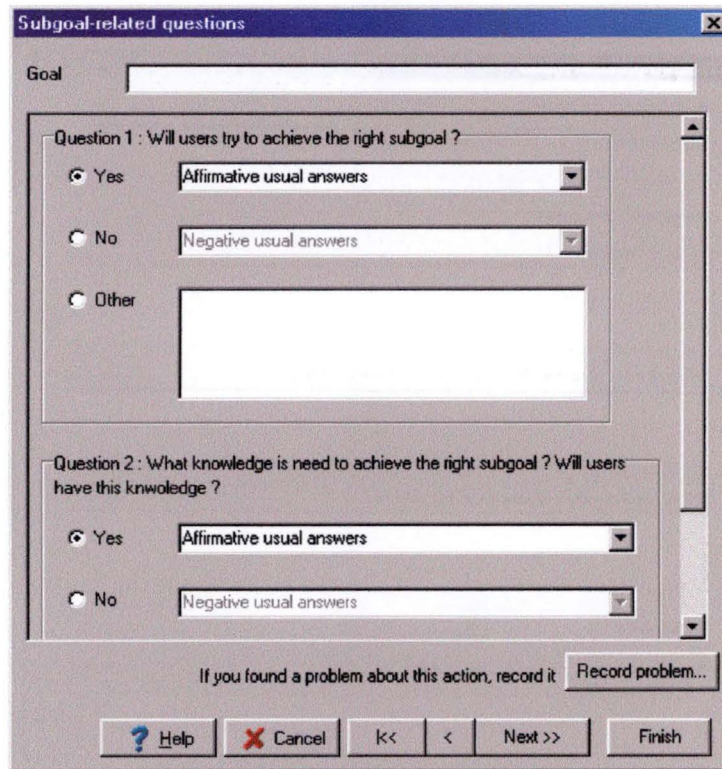 Subgoal-related questions
Goal
Question 1 : Will users try to achieve the right subgoal ?
Yes Affirmative usual answers
No Negative usual answers
Other
Question 2 : What knowledge is need to achieve the right subgoal ? Will users
have this knwoledge ?
Yes Affirmative usual answers
No Negative usual answers
If you found a problem about this action, record it Record problem...
? Help Cancel |<< < Next >> Finish